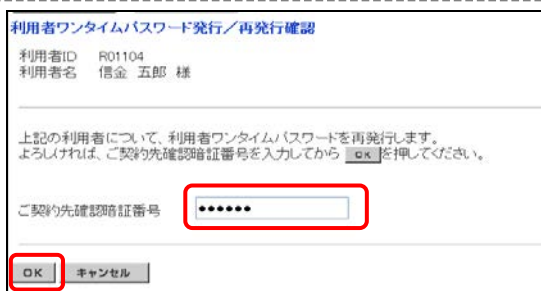 利用者ワンタイムパスワード発行／再発行確認
利用者ID R01104
利用者名 信金 五郎 様
上記の利用者について、利用者ワンタイムパスワードを再発行します。
よろしければ、ご契約先確認暗証番号を入力してから OK を押してください。
ご契約先確認暗証番号 ●●●●●●
OK キャンセル